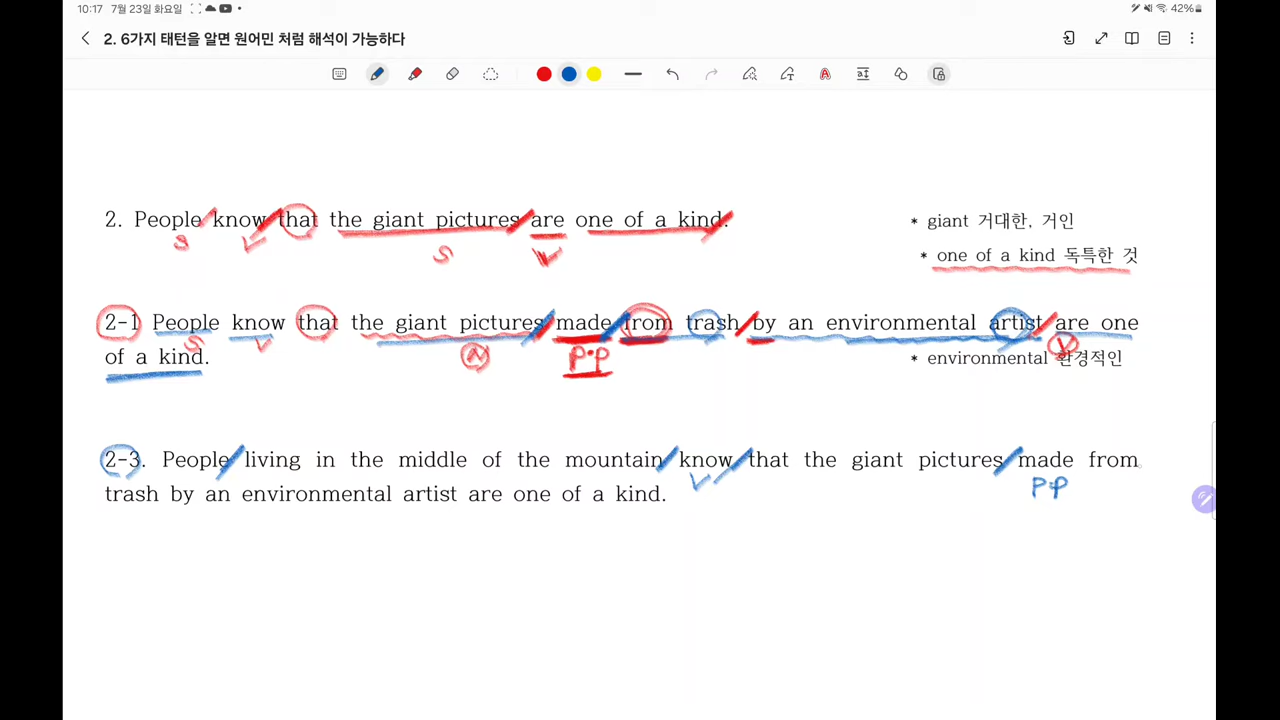 10:17 7월 23일 화요일
42%
2. 6가지 태턴을 알면 원어민 처럼 해석이 가능하다
2. People know that the giant pictures are one of a kind.
* giant 거대한, 거인
S V S V
* one of a kind 독특한 것
2-1 People know that the giant pictures made from trash by an environmental artist are one
S V N P·P V
of a kind.
* environmental 환경적인
2-3. People living in the middle of the mountain know that the giant pictures made from
V P·P
trash by an environmental artist are one of a kind.